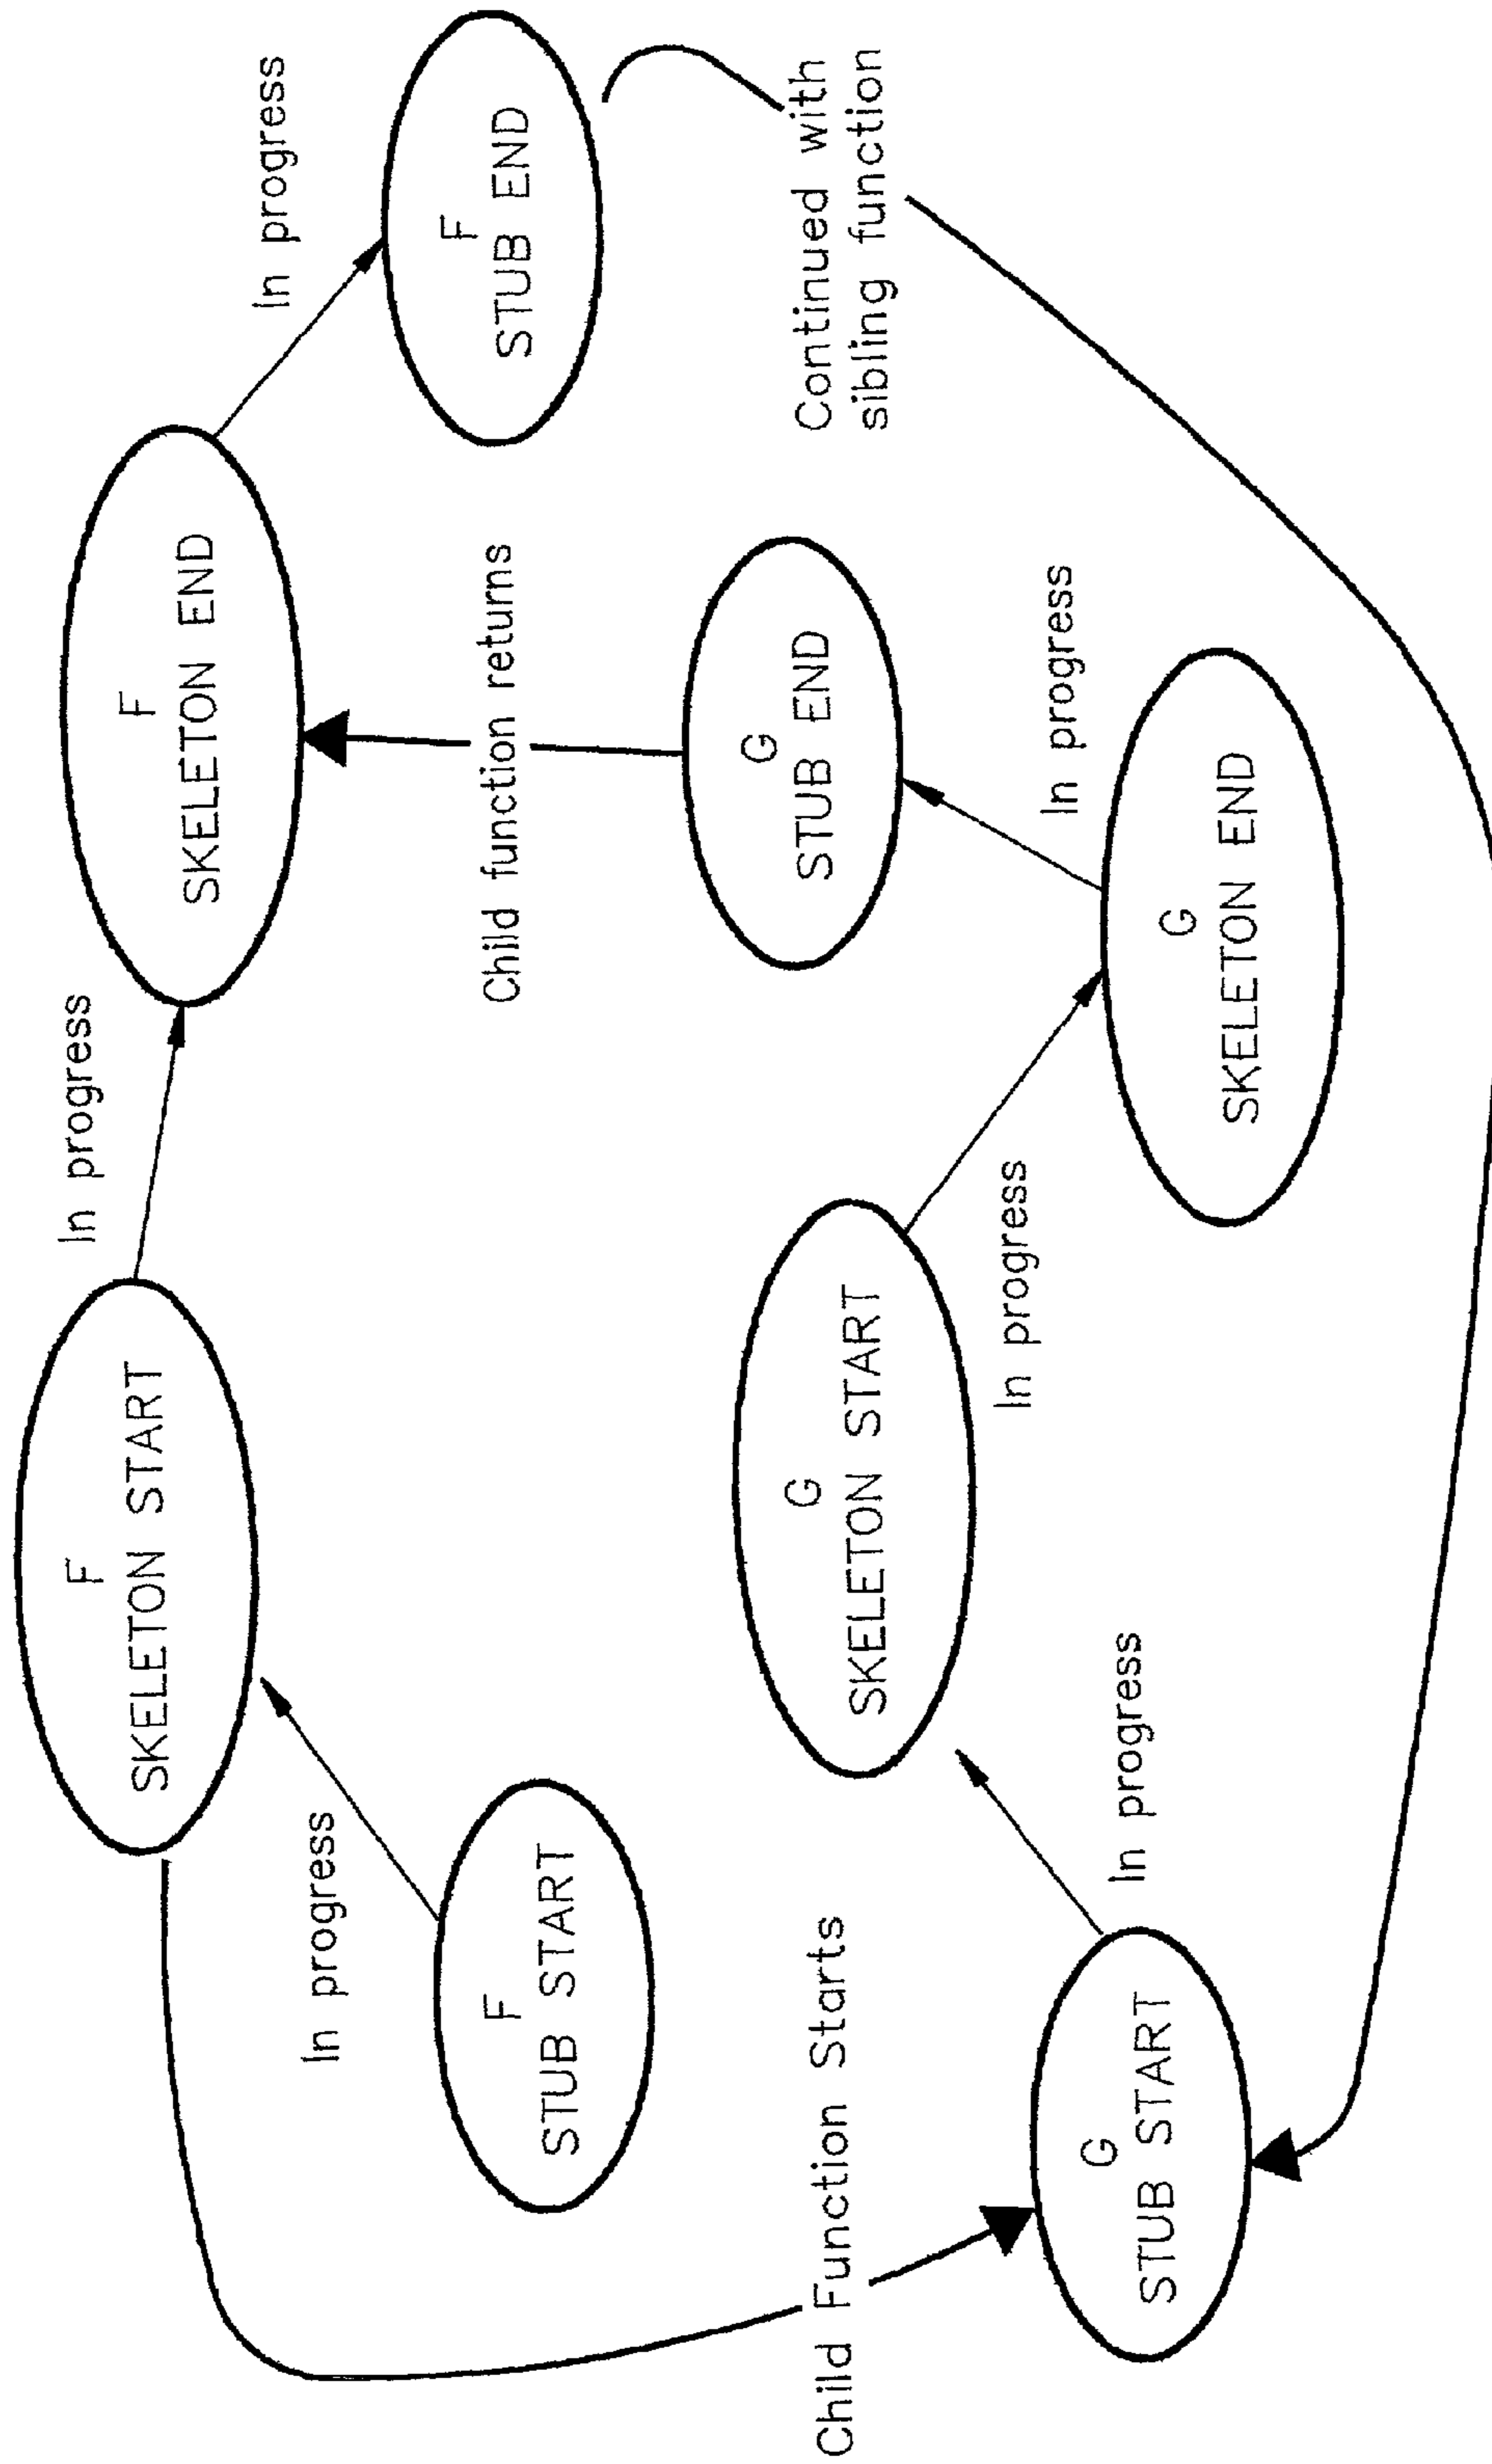 In progress
F
SKELETON START
In progress
F
SKELETON END
In progress
F
STUB START
F
STUB END
Child function returns
Child Function Starts
G
SKELETON START
G
STUB END
Continued with
sibling function
In progress
In progress
G
STUB START
In progress
G
SKELETON END